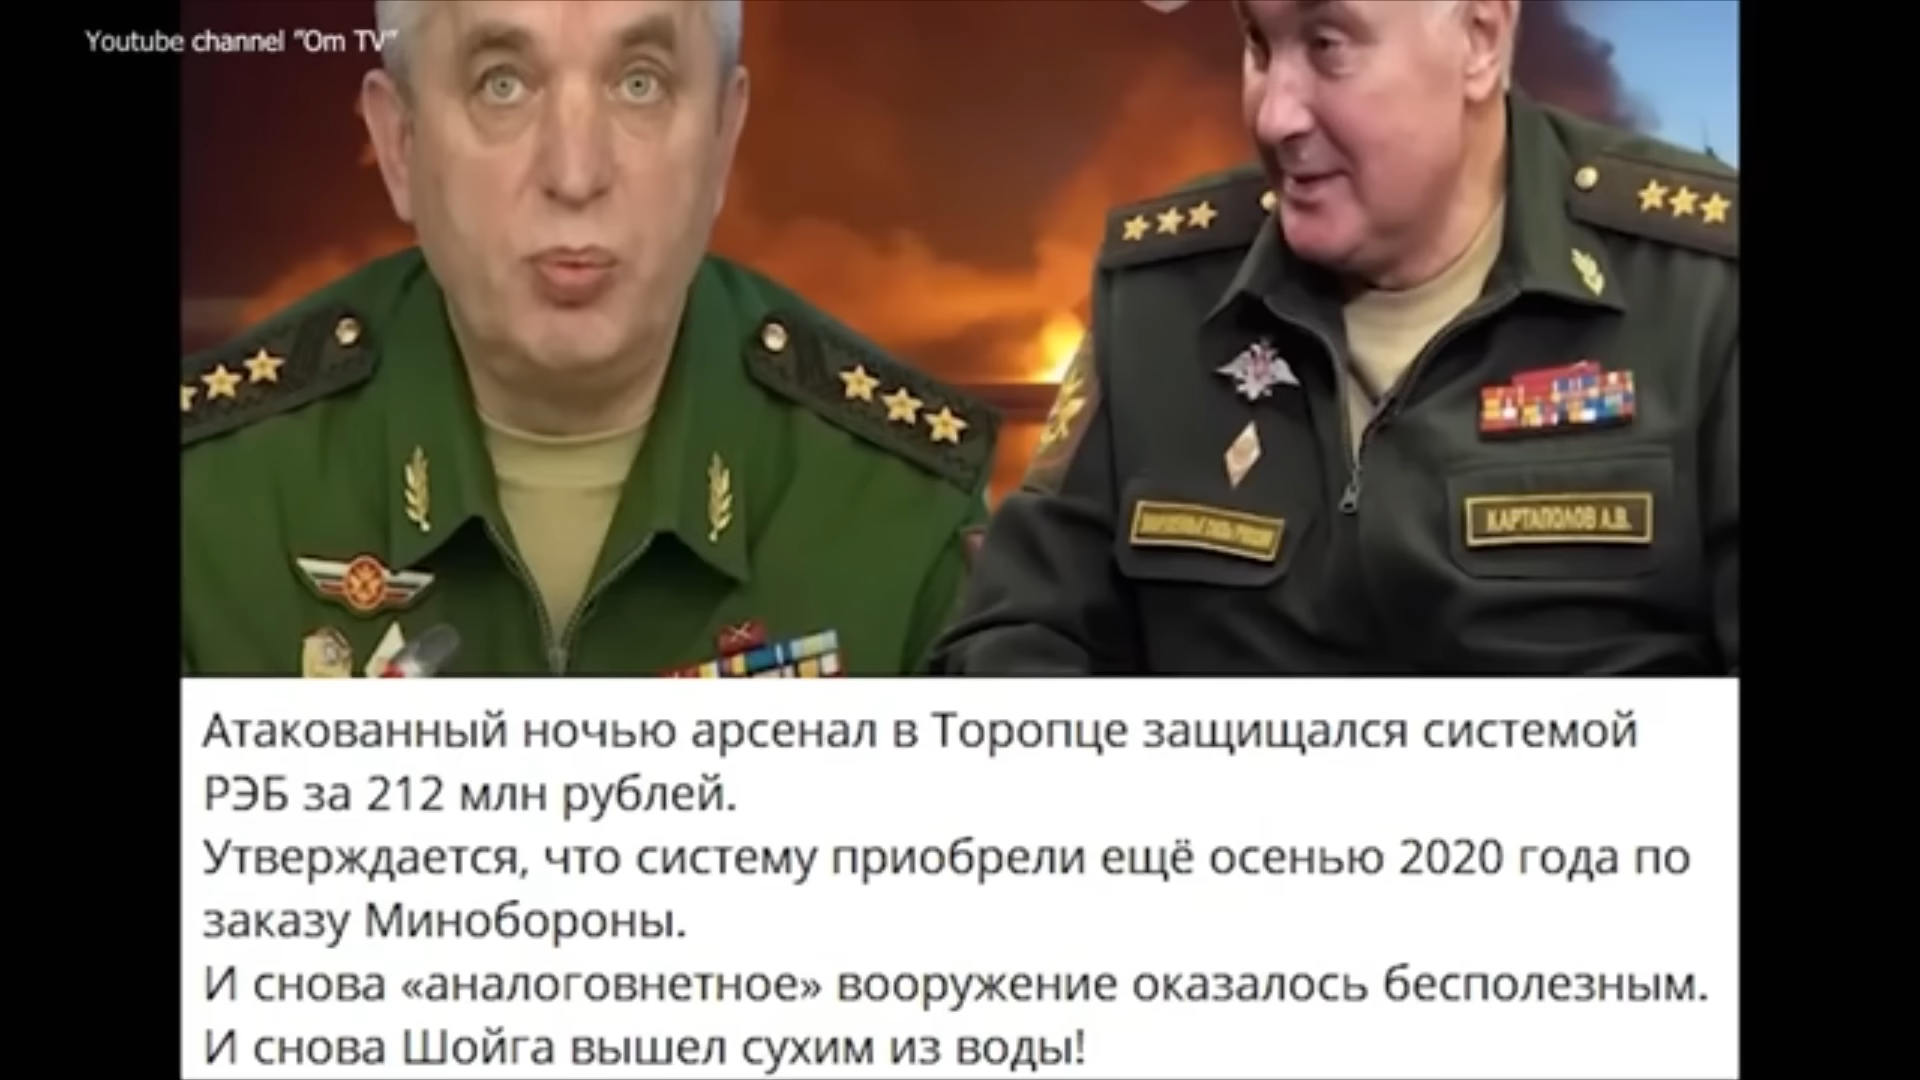 Youtube channel "Om TV"
КАРТАПОЛОВ А.В.
Атакованный ночью арсенал в Торопце защищался системой
РЭБ за 212 млн рублей.
Утверждается, что систему приобрели ещё осенью 2020 года по
заказу Минобороны.
И снова «аналоговнетное» вооружение оказалось бесполезным.
И снова Шойга вышел сухим из воды!